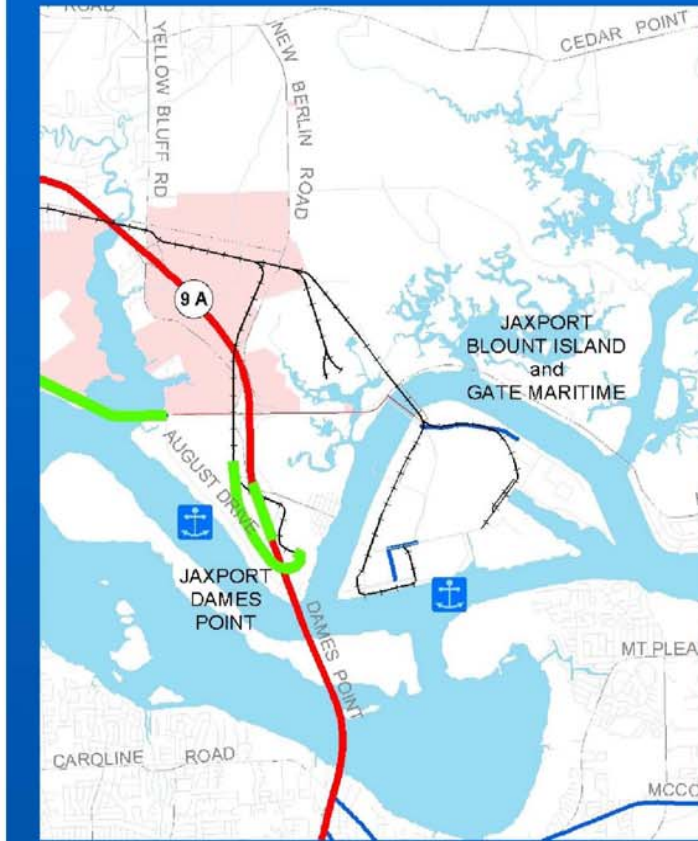 ROAD
CEDAR POINT
YELLOW BLUFF RD
NEW BERLIN ROAD
9 A
JAXPORT
BLOUNT ISLAND
and
GATE MARITIME
AUGUST DRIVE
JAXPORT
DAMES
POINT
DAMES POINT
MT PLEA
CAROLINE ROAD
MCCO